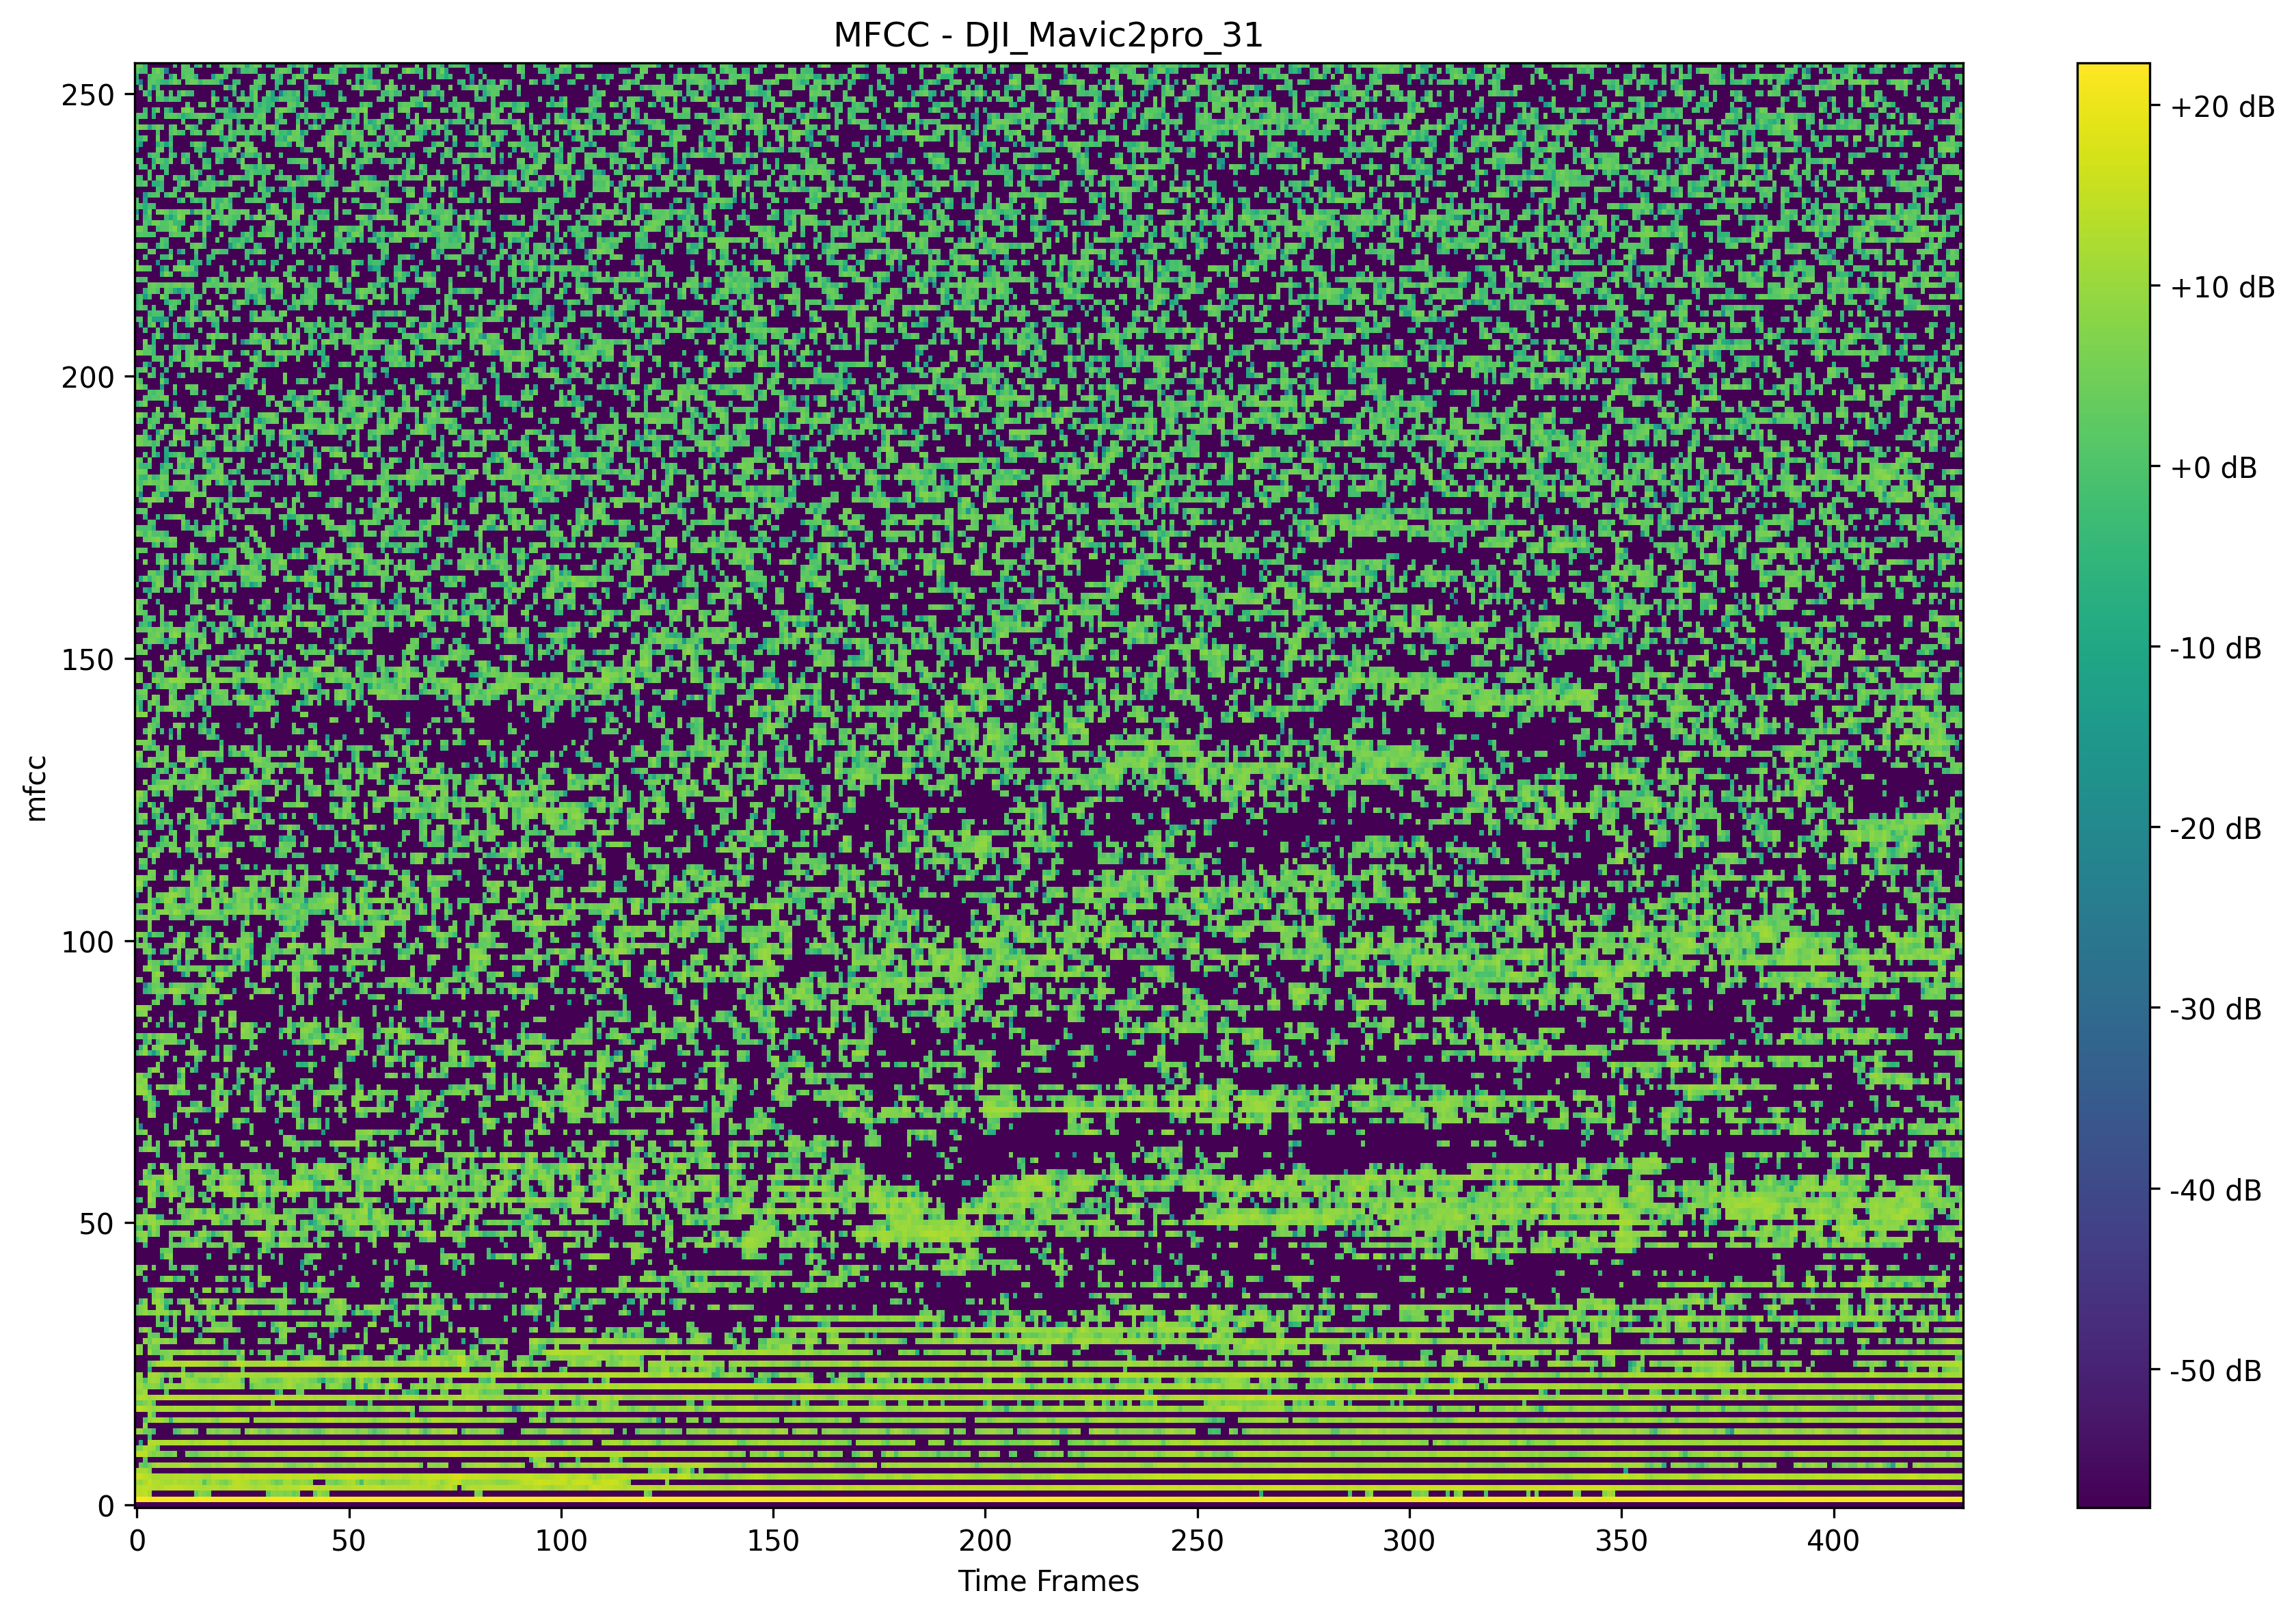 MFCC - DJI_Mavic2pro_31
250
200
150
100
50
0
mfcc
0
50
100
150
200
250
300
350
400
Time Frames
+20 dB
+10 dB
+0 dB
-10 dB
-20 dB
-30 dB
-40 dB
-50 dB